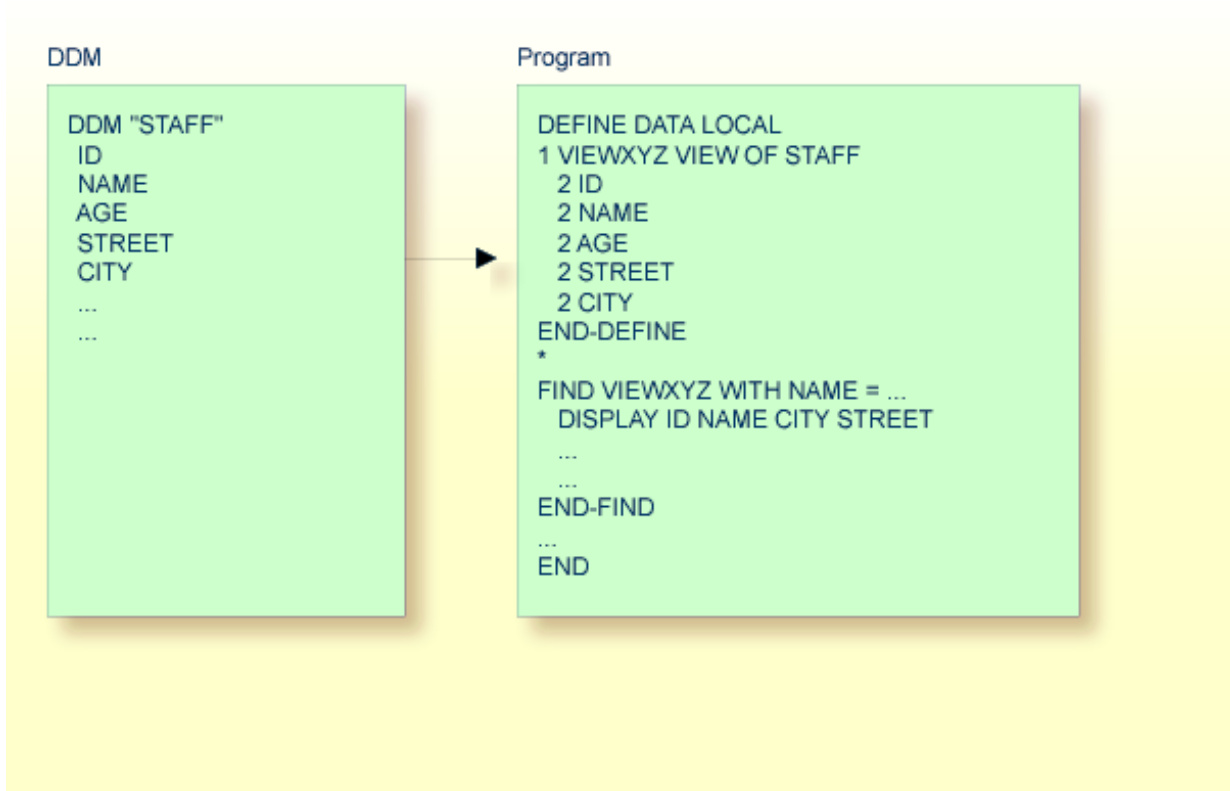 DDM
DDM "STAFF"
ID
NAME
AGE
STREET
CITY
...
...
Program
DEFINE DATA LOCAL
1 VIEWXYZ VIEW OF STAFF
2 ID
2 NAME
2 AGE
2 STREET
2 CITY
END-DEFINE
*
FIND VIEWXYZ WITH NAME = ...
DISPLAY ID NAME CITY STREET
...
...
END-FIND
...
END